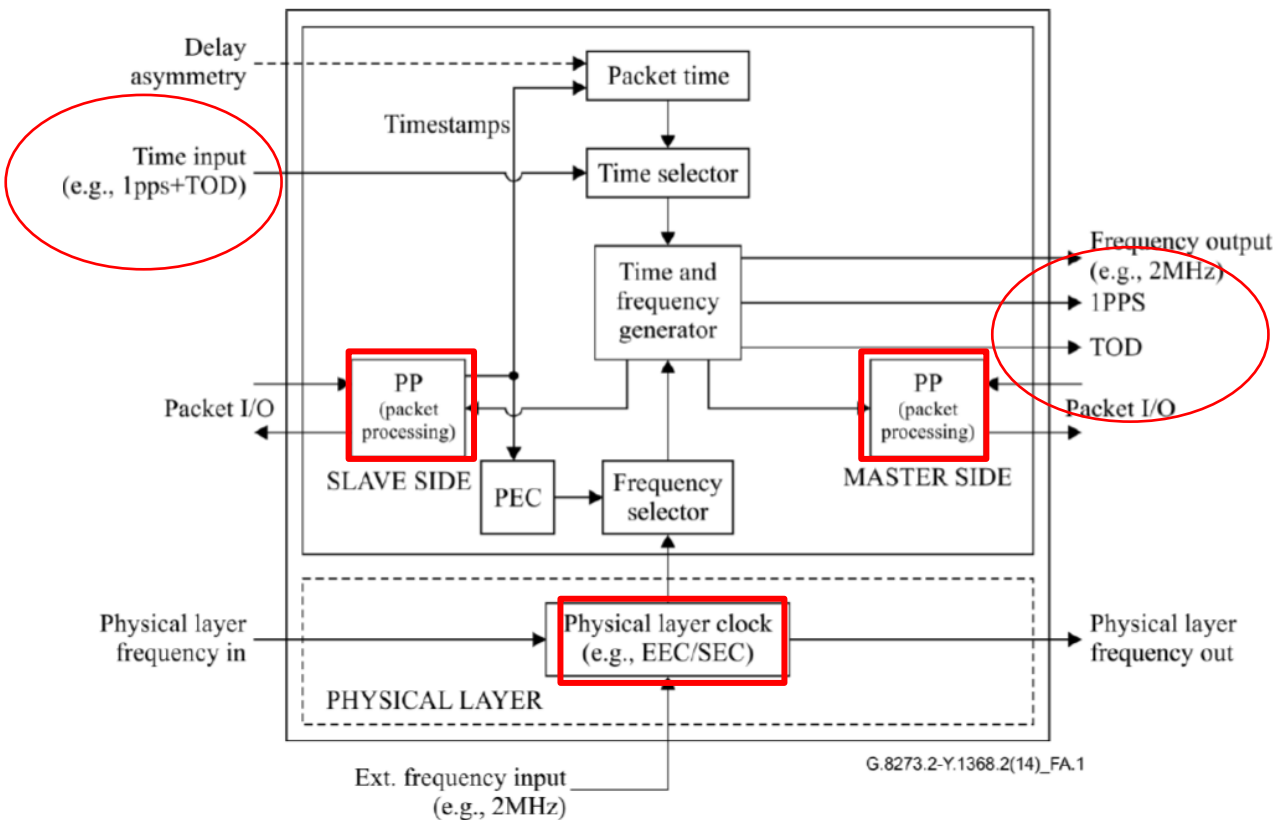 Delay
asymmetry
Packet time
Timestamps
Time input
(e.g., 1pps+TOD)
Time selector
Time and
frequency
generator
Frequency output
(e.g., 2MHz)
1PPS
TOD
Packet I/O
PP
(packet
processing)
SLAVE SIDE
PP
(packet
processing)
MASTER SIDE
Packet I/O
PEC
Frequency
selector
Physical layer
frequency in
Physical layer clock
(e.g., EEC/SEC)
Physical layer
frequency out
PHYSICAL LAYER
Ext. frequency input
(e.g., 2MHz)
G.8273.2-Y.1368.2(14)_FA.1